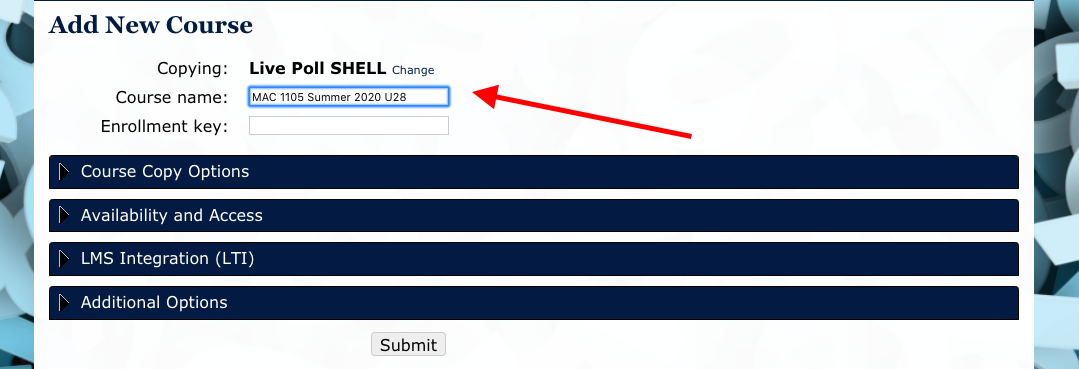 Add New Course
Copying: Live Poll SHELL Change
Course name: MAC 1105 Summer 2020 U28
Enrollment key:
Course Copy Options
Availability and Access
LMS Integration (LTI)
Additional Options
Submit